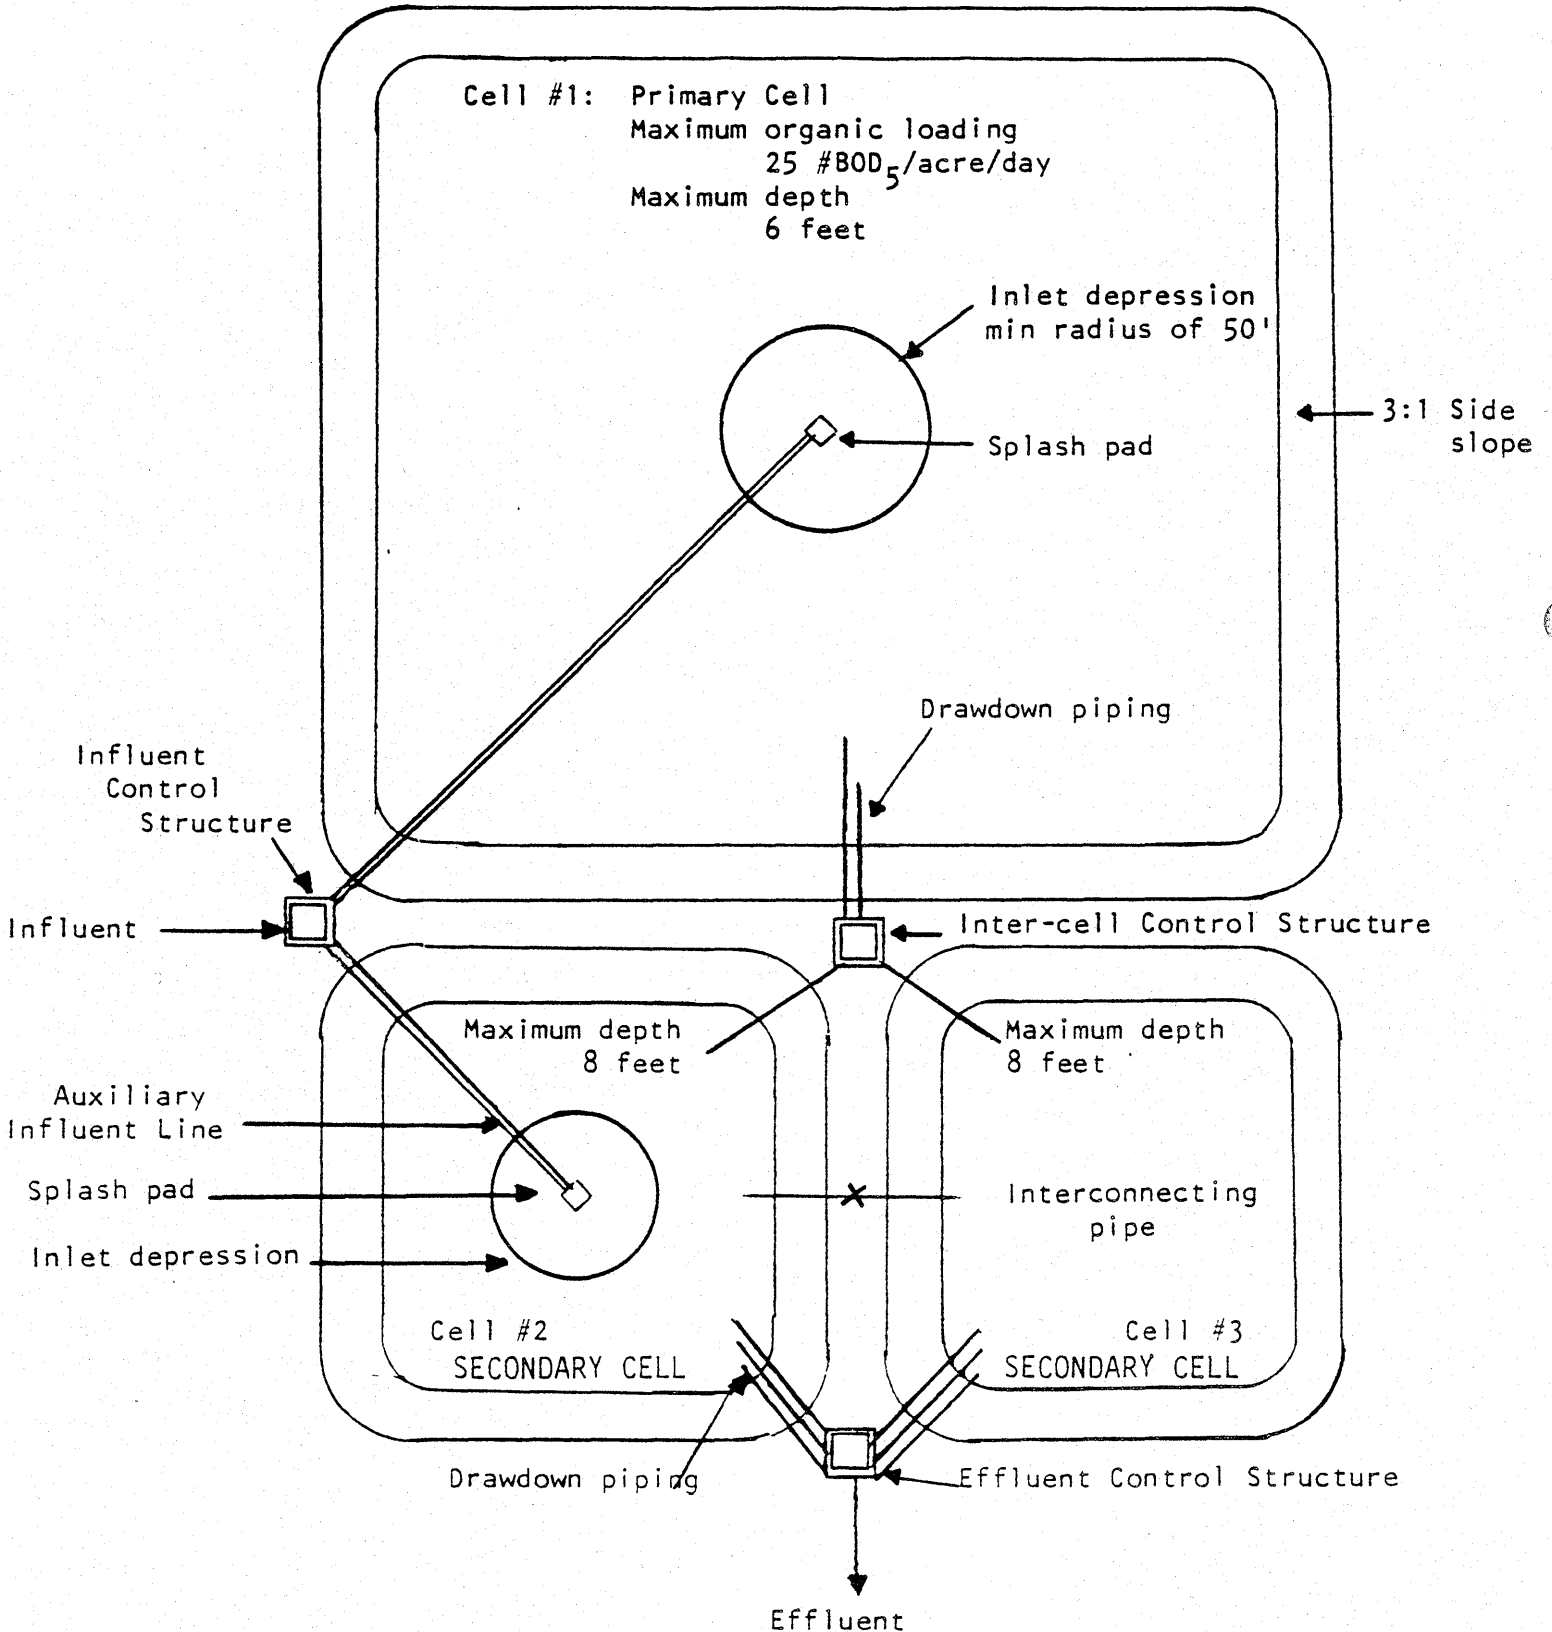 Cell #1: Primary Cell
Maximum organic loading
25 #BOD5/acre/day
Maximum depth
6 feet
Inlet depression
min radius of 50'
3:1 Side
slope
Splash pad
Drawdown piping
Influent
Control
Structure
Influent
Inter-cell Control Structure
Maximum depth
8 feet
Maximum depth
8 feet
Auxiliary
Influent Line
Splash pad
Interconnecting
pipe
Inlet depression
Cell #2
SECONDARY CELL
Cell #3
SECONDARY CELL
Drawdown piping
Effluent Control Structure
Effluent